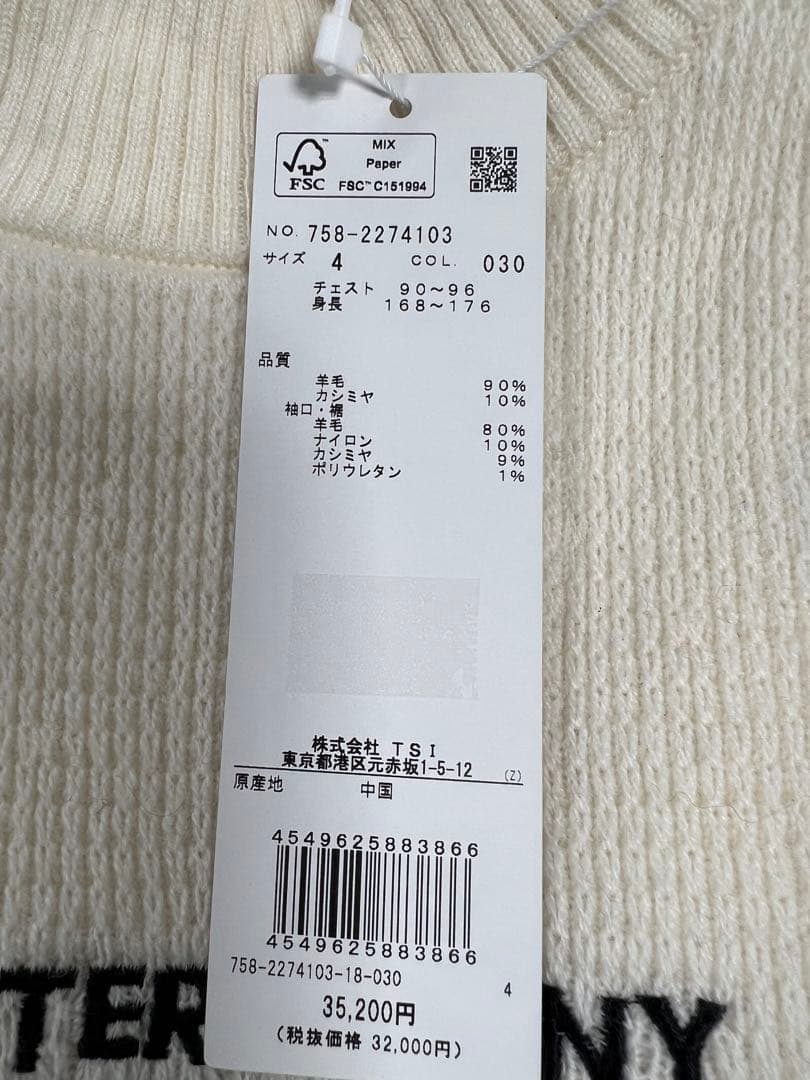 MIX
Paper
FSC™ C151994
FSC
NO. 758-2274103
サイズ 4 COL. 030
チェスト 90~96
身長 168~176
品質
羊毛 90%
カシミヤ 10%
袖口・裾
羊毛 80%
ナイロン 10%
カシミヤ 9%
ポリウレタン 1%
株式会社 TSI
東京都港区元赤坂1-5-12 (Z)
原産地 中国
4549625883866
4549625883866
758-2274103-18-030 4
35,200円
(税抜価格 32,000円)
TER NY